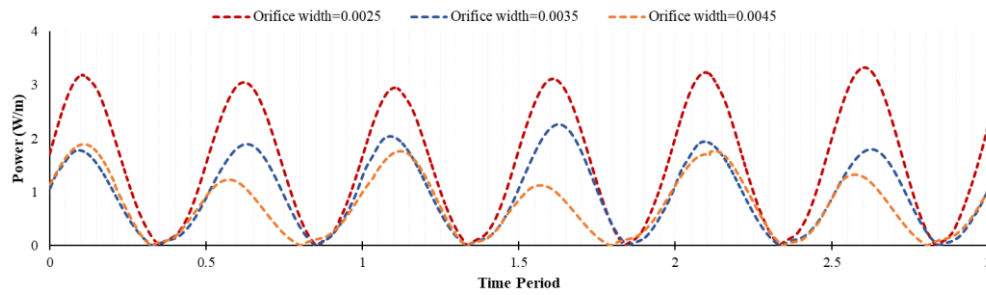 Orifice width=0.0025 Orifice width=0.0035 Orifice width=0.0045
4
3
2
1
0
Power (W/m)
0 0.5 1 1.5 2 2.5 3
Time Period